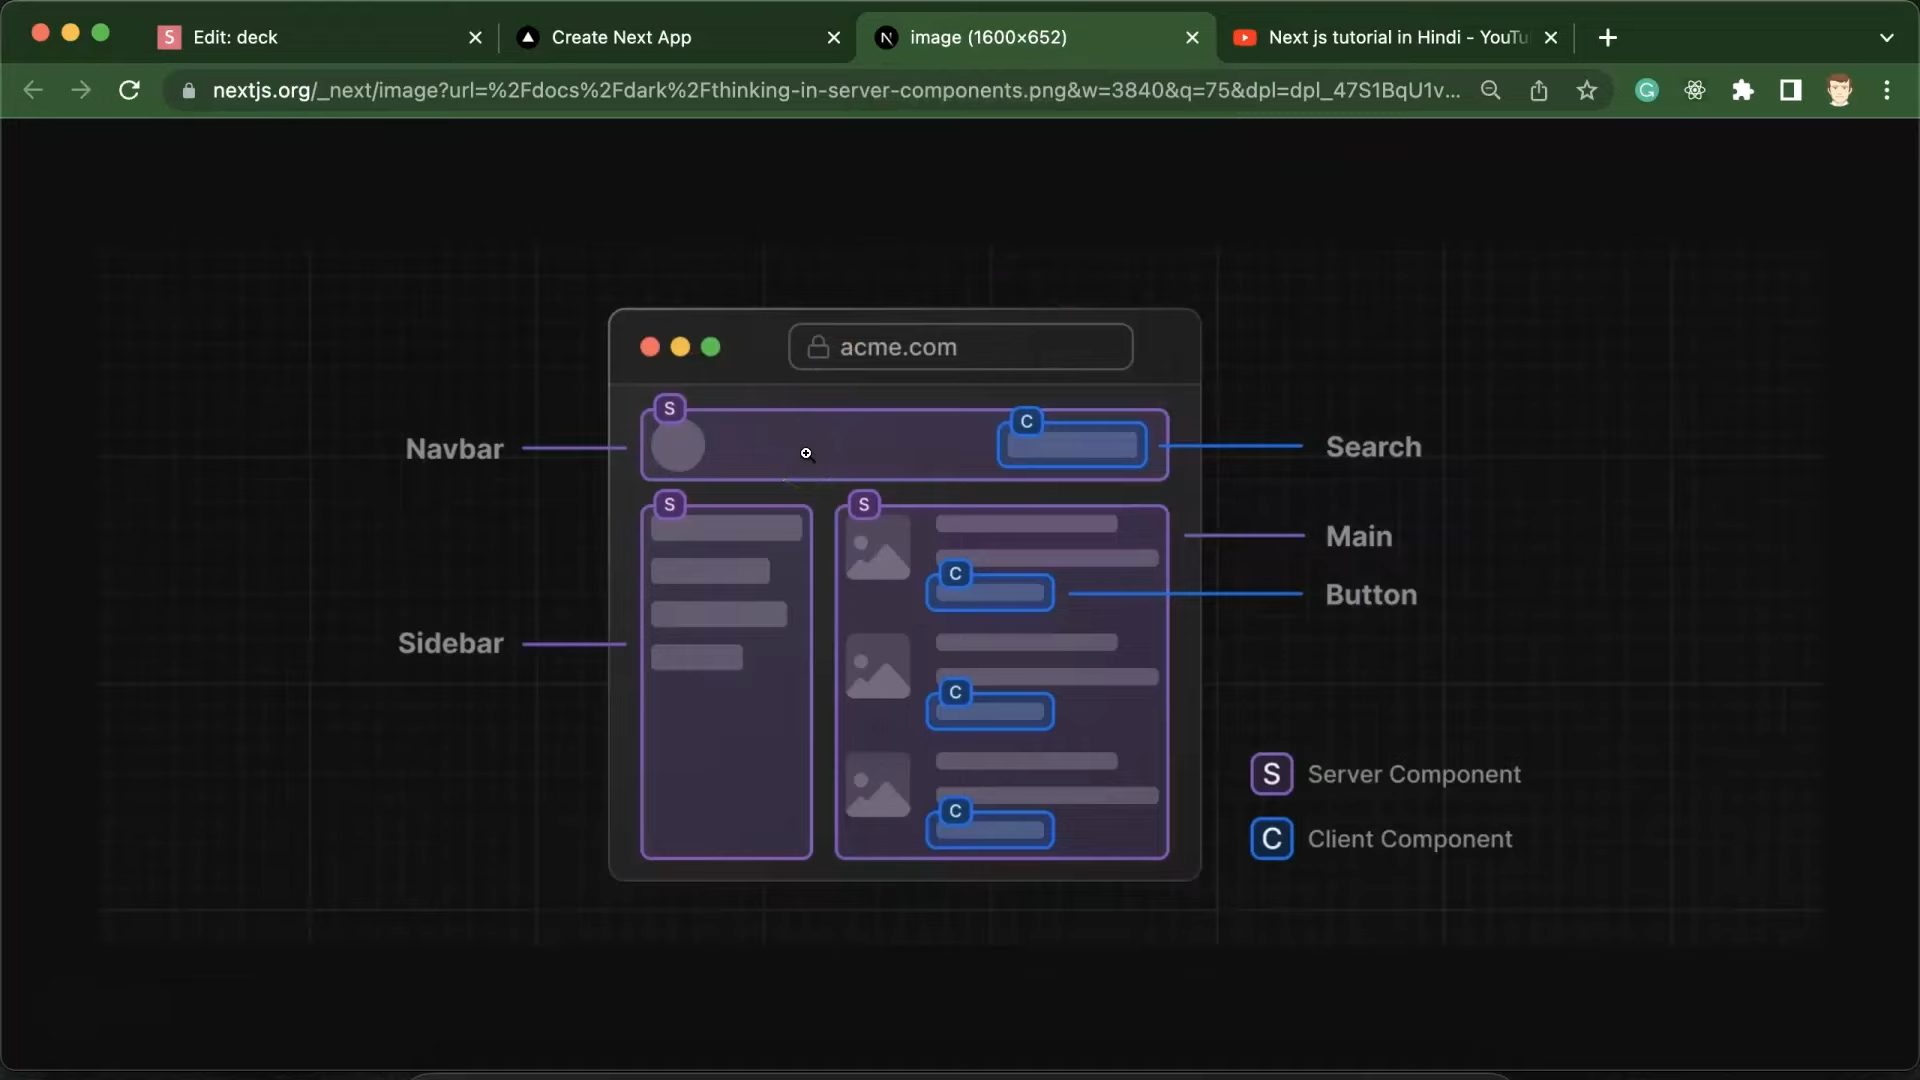 S Edit: deck
Create Next App
N image (1600×652)
Next js tutorial in Hindi - YouTu
nextjs.org/_next/image?url=%2Fdocs%2Fdark%2Fthinking-in-server-components.png&w=3840&q=75&dpl=dpl_47S1BqU1v...
acme.com
S
C
Navbar
Search
S
S
Main
C
Button
Sidebar
C
S Server Component
C
C Client Component